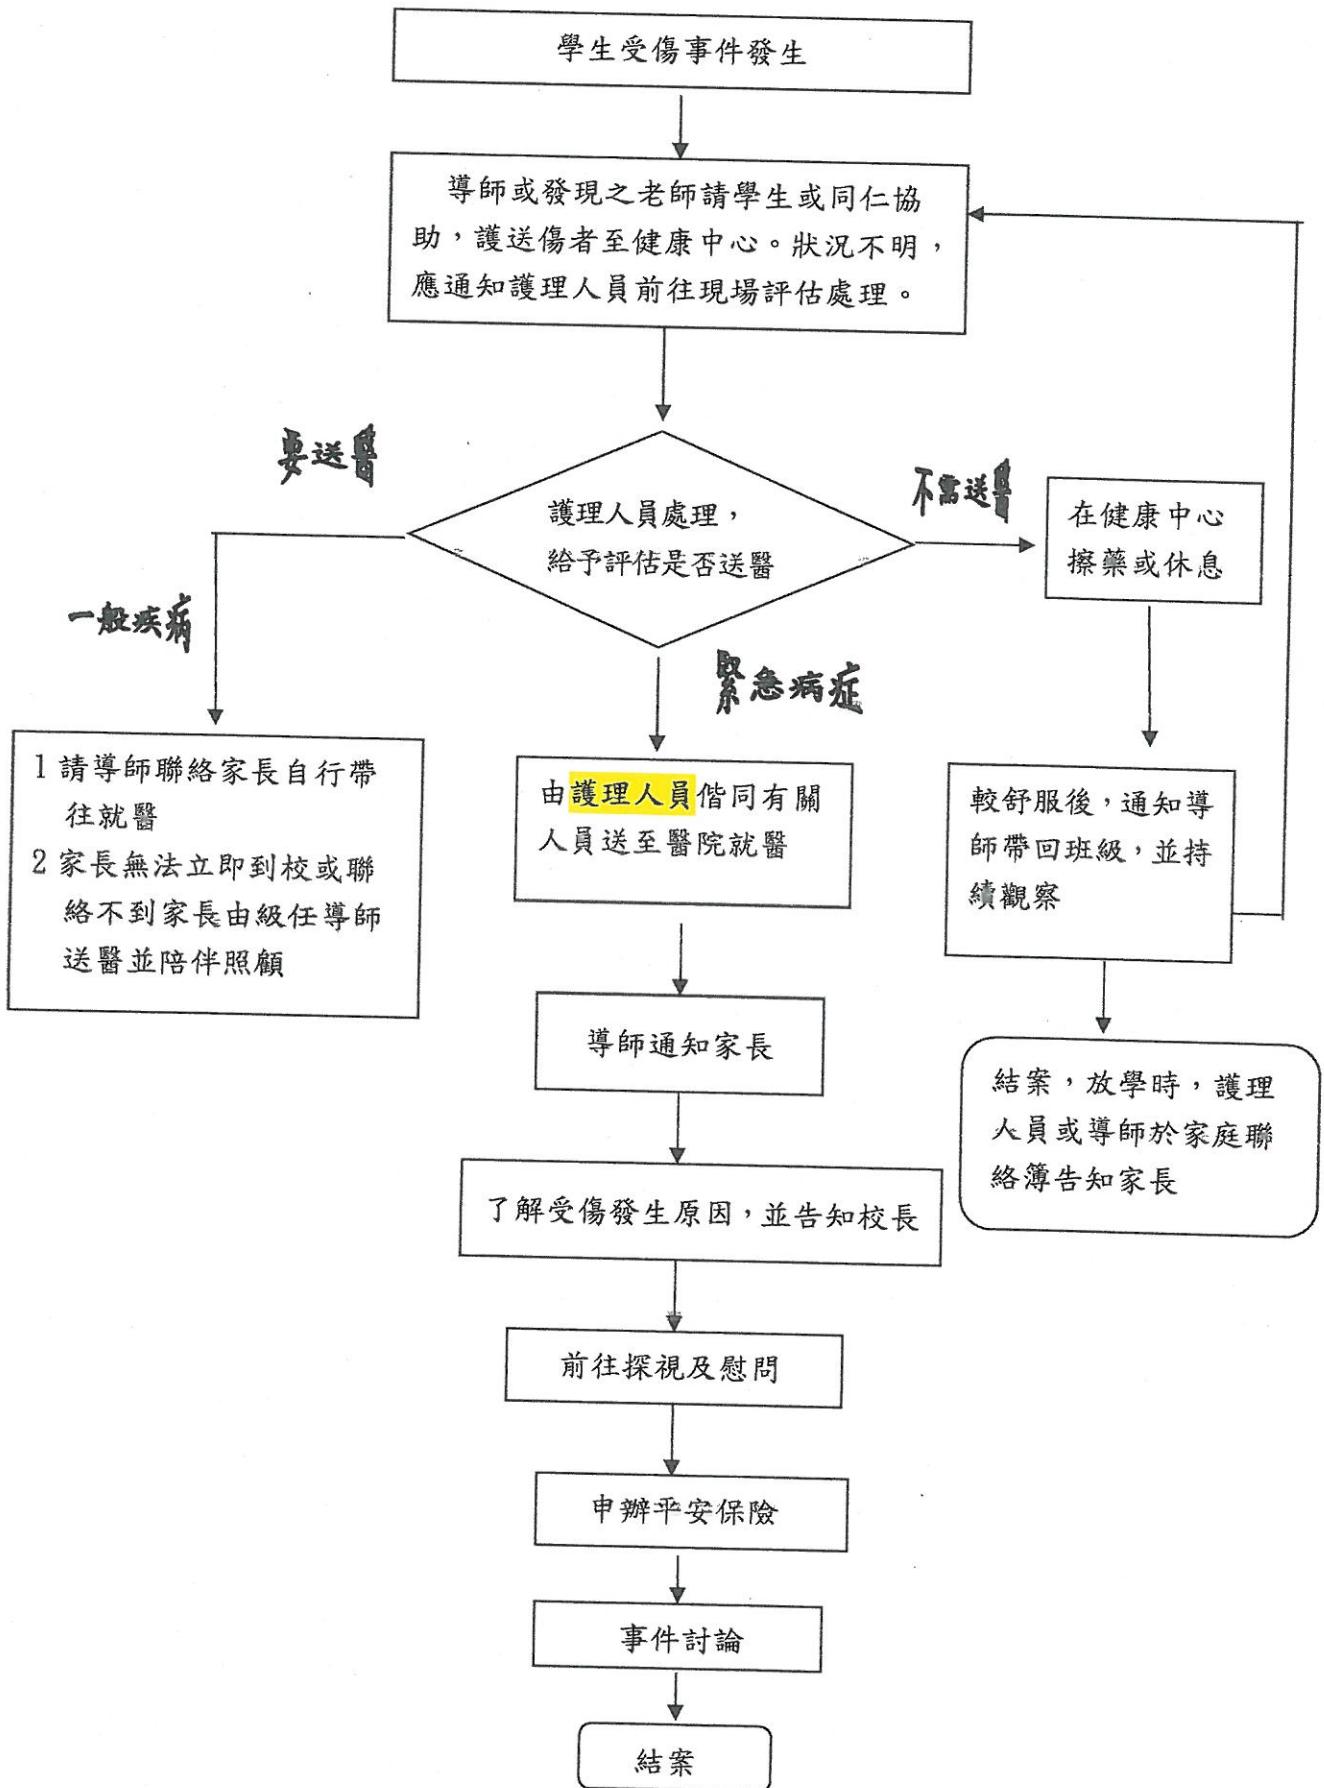 學生受傷事件發生
導師或發現之老師請學生或同仁協
助，護送傷者至健康中心。狀況不明，
應通知護理人員前往現場評估處理。
要送醫
護理人員處理，
給予評估是否送醫
不需送醫
在健康中心
擦藥或休息
一般疾病
緊急病症
1 請導師聯絡家長自行帶
往就醫
2 家長無法立即到校或聯
絡不到家長由級任導師
送醫並陪伴照顧
由護理人員偕同有關
人員送至醫院就醫
較舒服後，通知導
師帶回班級，並持
續觀察
導師通知家長
結案，放學時，護理
人員或導師於家庭聯
絡簿告知家長
了解受傷發生原因，並告知校長
前往探視及慰問
申辦平安保險
事件討論
結案